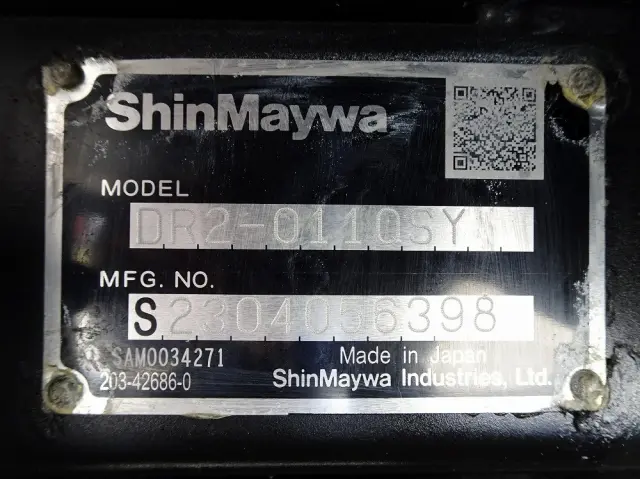 ShinMaywa
MODEL
DR2-0110SY
MFG. NO.
S2304056398
SAM0034271
Made in Japan
203-42686-0
ShinMaywa Industries, Ltd.